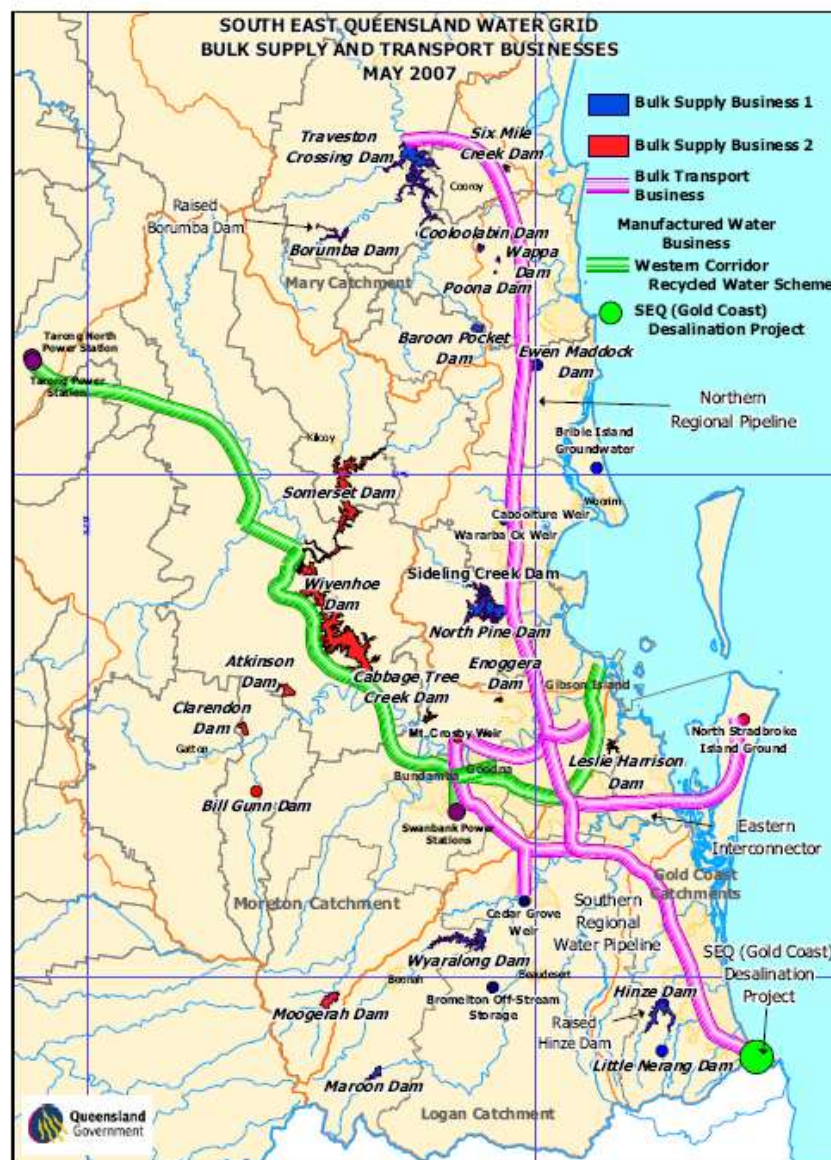 SOUTH EAST QUEENSLAND WATER GRID
BULK SUPPLY AND TRANSPORT BUSINESSES
MAY 2007
Bulk Supply Business 1
Bulk Supply Business 2
Bulk Transport
Business
Manufactured Water
Business
Western Corridor
Recycled Water Scheme
SEQ (Gold Coast)
Desalination Project
Traveston
Crossing Dam
Six Mile
Creek Dam
Cooroy
Raised
Borumba Dam
Borumba Dam
Cooloolabin Dam
Wappa
Dam
Poona Dam
Mary Catchment
Baroon Pocket
Dam
Ewen Maddock
Dam
Tarong North
Power Station
Tarong Power
Station
Northern
Regional Pipeline
Bribie Island
Groundwater
Woorim
Kilcoy
Somerset Dam
Caboolture Weir
Wararba Ck Weir
Wivenhoe
Dam
Sideling Creek Dam
North Pine Dam
Atkinson
Dam
Cabbage Tree
Creek Dam
Enoggera
Dam
Gibson Island
Clarendon
Dam
Gatton
Mt. Crosby Weir
North Stradbroke
Island Ground
Leslie Harrison
Dam
Bundamba
Goodna
Bill Gunn Dam
Swanbank Power
Stations
Eastern
Interconnector
Gold Coast
Catchments
Moreton Catchment
Cedar Grove
Weir
Southern
Regional
Water Pipeline
SEQ (Gold Coast)
Desalination
Project
Wyaralong Dam
Boonah
Beaudesert
Bromelton Off-Stream
Storage
Hinze Dam
Raised
Hinze Dam
Moogerah Dam
Little Nerang Dam
Maroon Dam
Logan Catchment
Queensland
Government